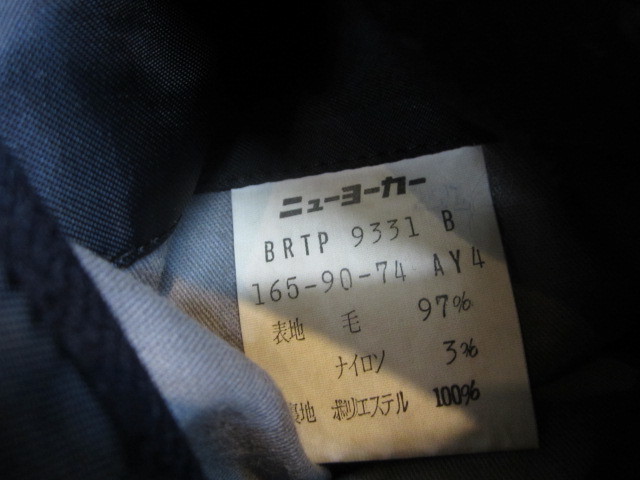 ニューヨーカー
BRTP 9331 B
165-90-74 AY4
表地 毛 97%
ナイロン 3%
裏地 ポリエステル 100%